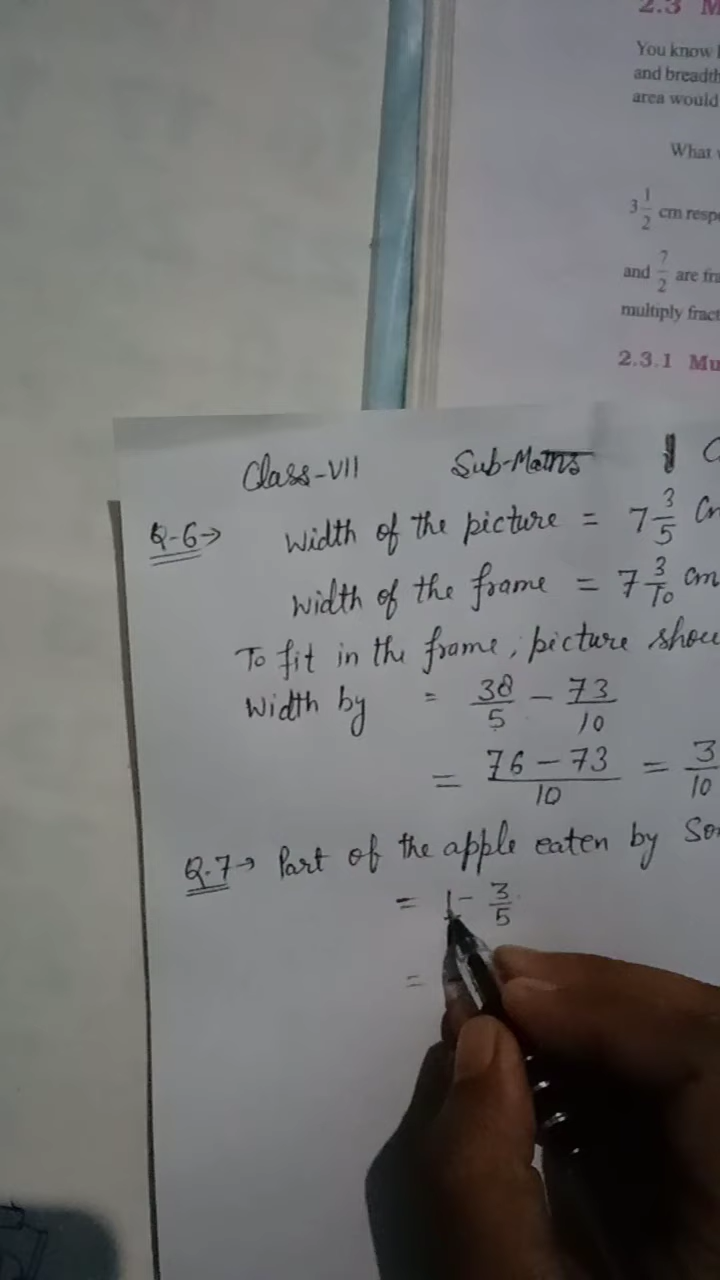 2.3 M
You know
and breadth
area would
What
3 1/2 cm resp
and 7/2 are fra
multiply fract
2.3.1 Mu
Class-VII Sub-Maths
Q-6→ Width of the picture = 7 3/5 cm
Width of the frame = 7 3/10 cm
To fit in the frame, picture shou
Width by = 38/5 - 73/10
= 76-73/10 = 3/10
Q.7→ Part of the apple eaten by So
= 1 - 3/5
=